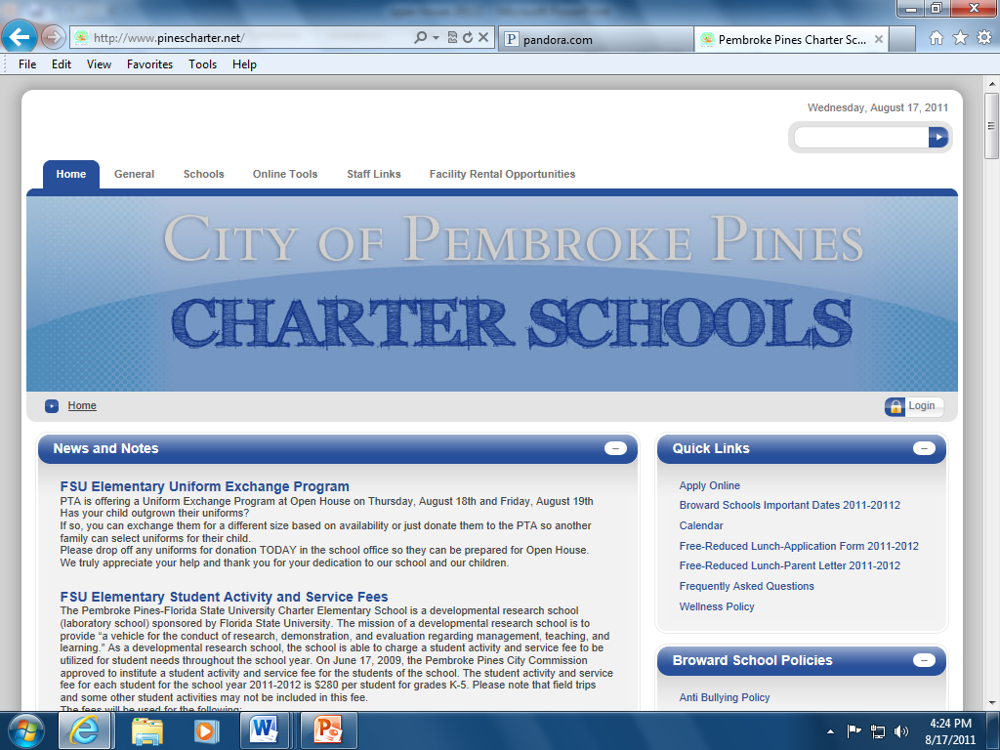 http://www.pinescharter.net/
pandora.com
Pembroke Pines Charter Sc...
File Edit View Favorites Tools Help
Wednesday, August 17, 2011
Home General Schools Online Tools Staff Links Facility Rental Opportunities
CITY OF PEMBROKE PINES
CHARTER SCHOOLS
Home
Login
News and Notes
FSU Elementary Uniform Exchange Program
PTA is offering a Uniform Exchange Program at Open House on Thursday, August 18th and Friday, August 19th
Has your child outgrown their uniforms?
If so, you can exchange them for a different size based on availability or just donate them to the PTA so another
family can select uniforms for their child.
Please drop off any uniforms for donation TODAY in the school office so they can be prepared for Open House.
We truly appreciate your help and thank you for your dedication to our school and our children.
FSU Elementary Student Activity and Service Fees
The Pembroke Pines-Florida State University Charter Elementary School is a developmental research school
(laboratory school) sponsored by Florida State University. The mission of a developmental research school is to
provide “a vehicle for the conduct of research, demonstration, and evaluation regarding management, teaching, and
learning.” As a developmental research school, the school is able to charge a student activity and service fee to be
utilized for student needs throughout the school year. On June 17, 2009, the Pembroke Pines City Commission
approved to institute a student activity and service fee for the students of the school. The student activity and service
fee for each student for the school year 2011-2012 is $280 per student for grades K-5. Please note that field trips
and some other student activities may not be included in this fee.
The fees will be used for the following:
Quick Links
Apply Online
Broward Schools Important Dates 2011-20112
Calendar
Free-Reduced Lunch-Application Form 2011-2012
Free-Reduced Lunch-Parent Letter 2011-2012
Frequently Asked Questions
Wellness Policy
Broward School Policies
Anti Bullying Policy
4:24 PM
8/17/2011